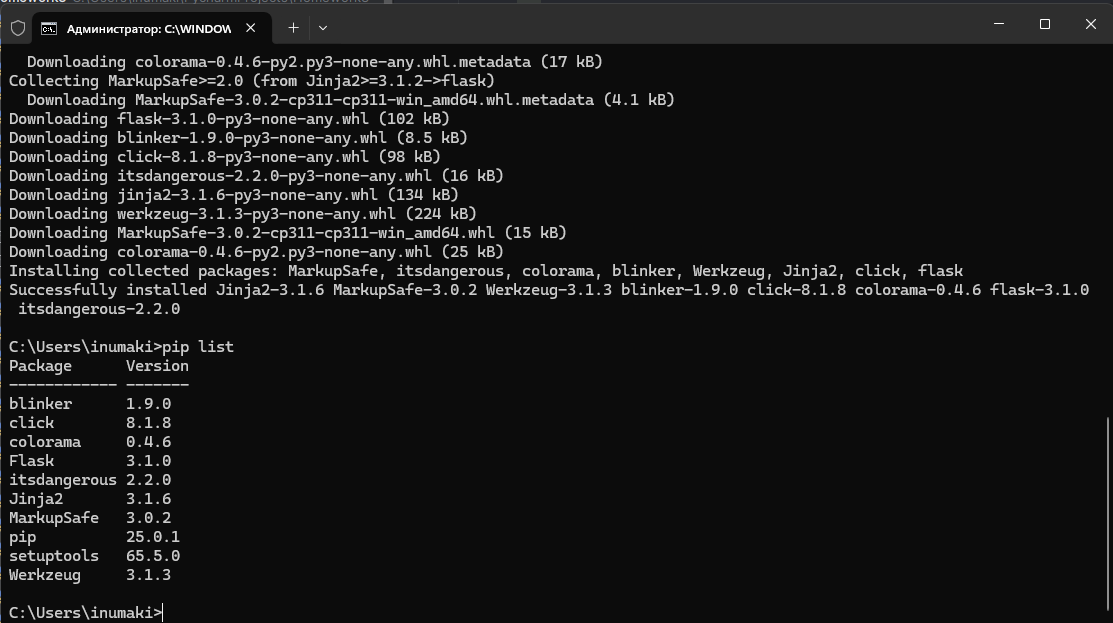 Администратор: C:\WINDOW
Downloading colorama-0.4.6-py2.py3-none-any.whl.metadata (17 kB)
Collecting MarkupSafe>=2.0 (from Jinja2>=3.1.2->flask)
Downloading MarkupSafe-3.0.2-cp311-cp311-win_amd64.whl.metadata (4.1 kB)
Downloading flask-3.1.0-py3-none-any.whl (102 kB)
Downloading blinker-1.9.0-py3-none-any.whl (8.5 kB)
Downloading click-8.1.8-py3-none-any.whl (98 kB)
Downloading itsdangerous-2.2.0-py3-none-any.whl (16 kB)
Downloading jinja2-3.1.6-py3-none-any.whl (134 kB)
Downloading werkzeug-3.1.3-py3-none-any.whl (224 kB)
Downloading MarkupSafe-3.0.2-cp311-cp311-win_amd64.whl (15 kB)
Downloading colorama-0.4.6-py2.py3-none-any.whl (25 kB)
Installing collected packages: MarkupSafe, itsdangerous, colorama, blinker, Werkzeug, Jinja2, click, flask
Successfully installed Jinja2-3.1.6 MarkupSafe-3.0.2 Werkzeug-3.1.3 blinker-1.9.0 click-8.1.8 colorama-0.4.6 flask-3.1.0
itsdangerous-2.2.0
C:\Users\inumaki>pip list
Package      Version
------------ -------
blinker      1.9.0
click        8.1.8
colorama     0.4.6
Flask        3.1.0
itsdangerous 2.2.0
Jinja2       3.1.6
MarkupSafe   3.0.2
pip          25.0.1
setuptools   65.5.0
Werkzeug     3.1.3
C:\Users\inumaki>